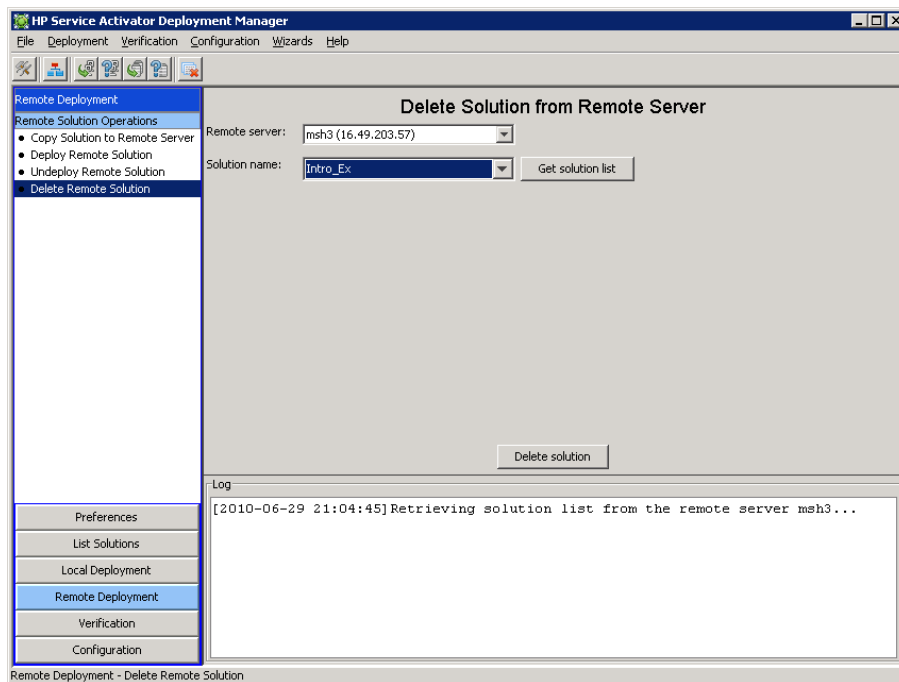 HP Service Activator Deployment Manager
File Deployment Verification Configuration Wizards Help
Remote Deployment
Remote Solution Operations
• Copy Solution to Remote Server
• Deploy Remote Solution
• Undeploy Remote Solution
• Delete Remote Solution
Delete Solution from Remote Server
Remote server: msh3 (16.49.203.57)
Solution name: Intro_Ex Get solution list
Delete solution
Log
[2010-06-29 21:04:45]Retrieving solution list from the remote server msh3...
Preferences
List Solutions
Local Deployment
Remote Deployment
Verification
Configuration
Remote Deployment - Delete Remote Solution